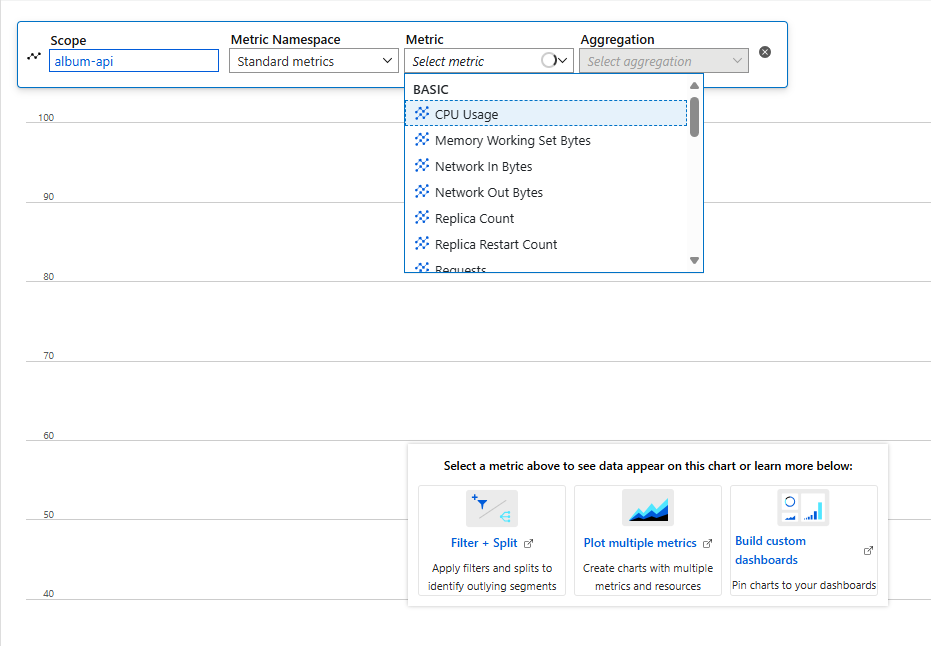 Scope
Metric Namespace
Metric
Aggregation
album-api
Standard metrics
Select metric
Select aggregation
BASIC
CPU Usage
Memory Working Set Bytes
Network In Bytes
Network Out Bytes
Replica Count
Replica Restart Count
Requests
100
90
80
70
60
50
40
Select a metric above to see data appear on this chart or learn more below:
Filter + Split
Apply filters and splits to
identify outlying segments
Plot multiple metrics
Create charts with multiple
metrics and resources
Build custom
dashboards
Pin charts to your dashboards